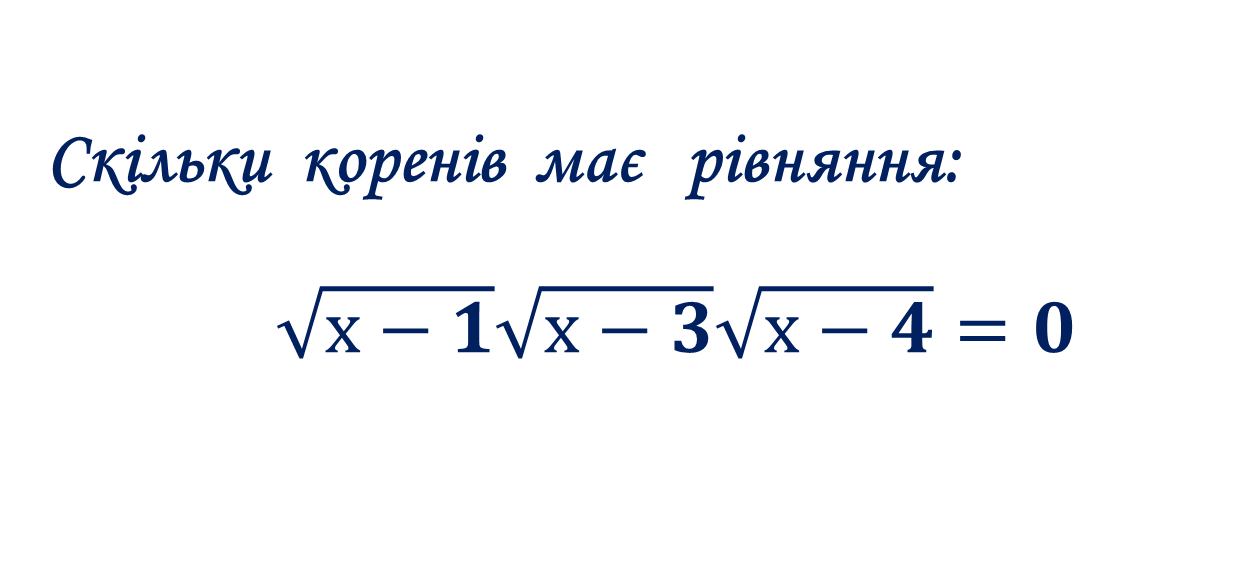 Скільки коренів має рівняння:
√x − 1√x − 3√x − 4 = 0